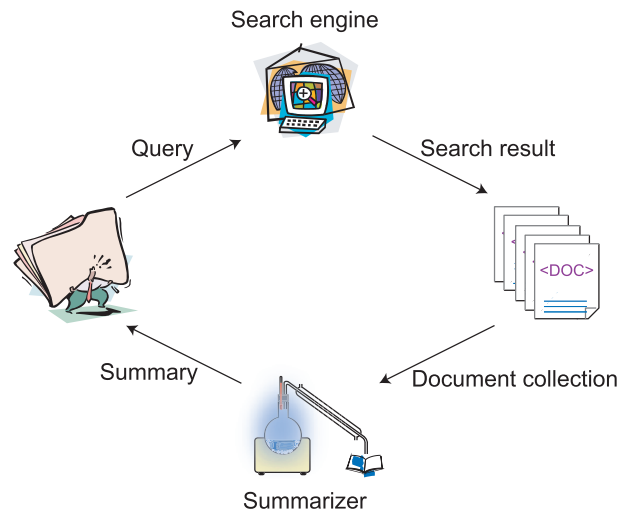 Search engine
Query
Search result
<DOC>
Summary
Document collection
Summarizer